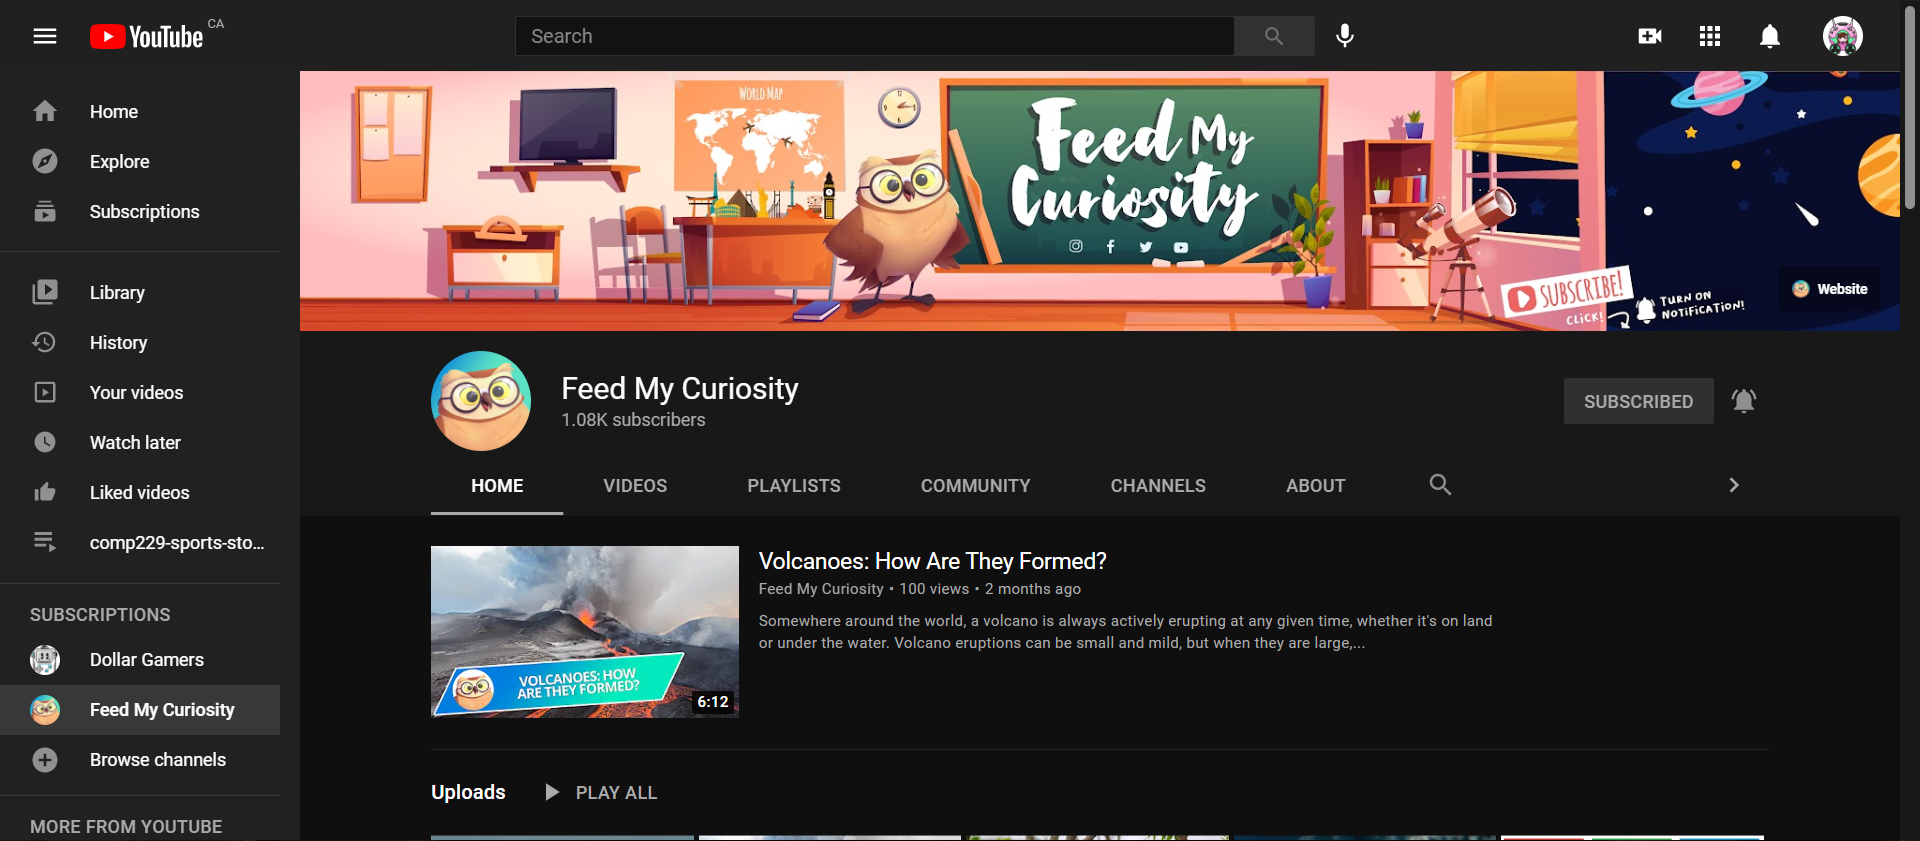 YouTube CA
Search
Home
Explore
Subscriptions
Library
History
Your videos
Watch later
Liked videos
comp229-sports-sto...
SUBSCRIPTIONS
Dollar Gamers
Feed My Curiosity
Browse channels
MORE FROM YOUTUBE
WORLD MAP
Feed My
Curiosity
SUBSCRIBE!
CLICK!
TURN ON
NOTIFICATION!
Website
Feed My Curiosity
1.08K subscribers
SUBSCRIBED
HOME VIDEOS PLAYLISTS COMMUNITY CHANNELS ABOUT
VOLCANOES: HOW
ARE THEY FORMED?
6:12
Volcanoes: How Are They Formed?
Feed My Curiosity • 100 views • 2 months ago
Somewhere around the world, a volcano is always actively erupting at any given time, whether it's on land
or under the water. Volcano eruptions can be small and mild, but when they are large,...
Uploads PLAY ALL